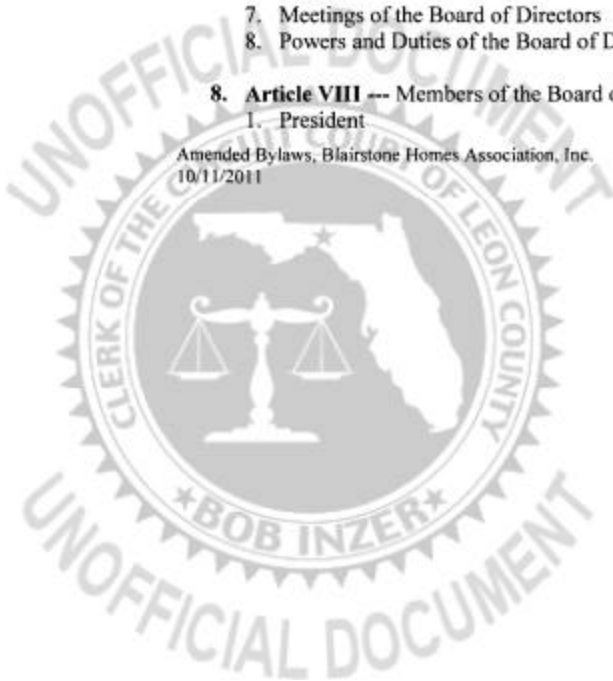 7. Meetings of the Board of Directors
8. Powers and Duties of the Board of
8. Article VIII --- Members of the Board
1. President
Amended Bylaws, Blairstone Homes Association, Inc.
10/11/2011
UNOFFICIAL DOCUMENT
CLERK OF THE CIRCUIT COURT OF LEON COUNTY
★BOB INZER★
UNOFFICIAL DOCUMENT